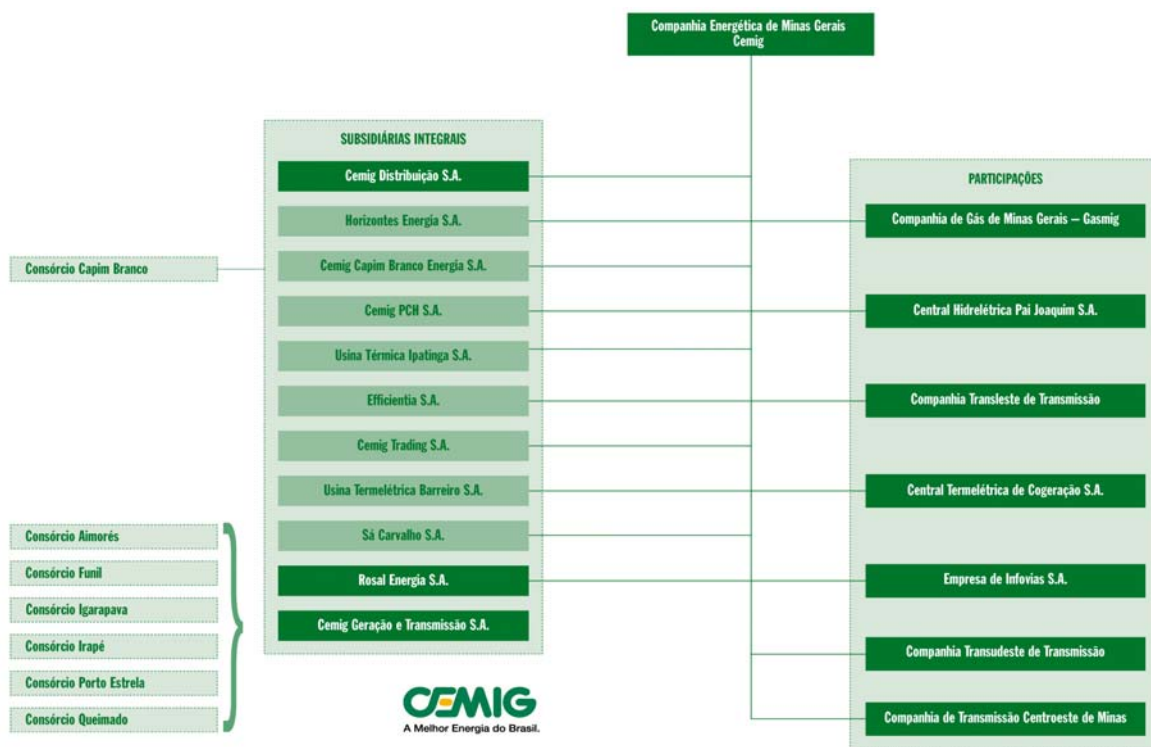 Companhia Energética de Minas Gerais
Cemig
SUBSIDIÁRIAS INTEGRAIS
Cemig Distribuição S.A.
Horizontes Energia S.A.
Cemig Capim Branco Energia S.A.
Cemig PCH S.A.
Usina Térmica Ipatinga S.A.
Efficientia S.A.
Cemig Trading S.A.
Usina Termelétrica Barreiro S.A.
Sá Carvalho S.A.
Rosal Energia S.A.
Cemig Geração e Transmissão S.A.
Consórcio Capim Branco
Consórcio Aimorés
Consórcio Funil
Consórcio Igarapava
Consórcio Irapé
Consórcio Porto Estrela
Consórcio Queimado
PARTICIPAÇÕES
Companhia de Gás de Minas Gerais – Gasmig
Central Hidrelétrica Pai Joaquim S.A.
Companhia Transleste de Transmissão
Central Termelétrica de Cogeração S.A.
Empresa de Infovias S.A.
Companhia Transudeste de Transmissão
Companhia de Transmissão Centroeste de Minas
CEMIG
A Melhor Energia do Brasil.